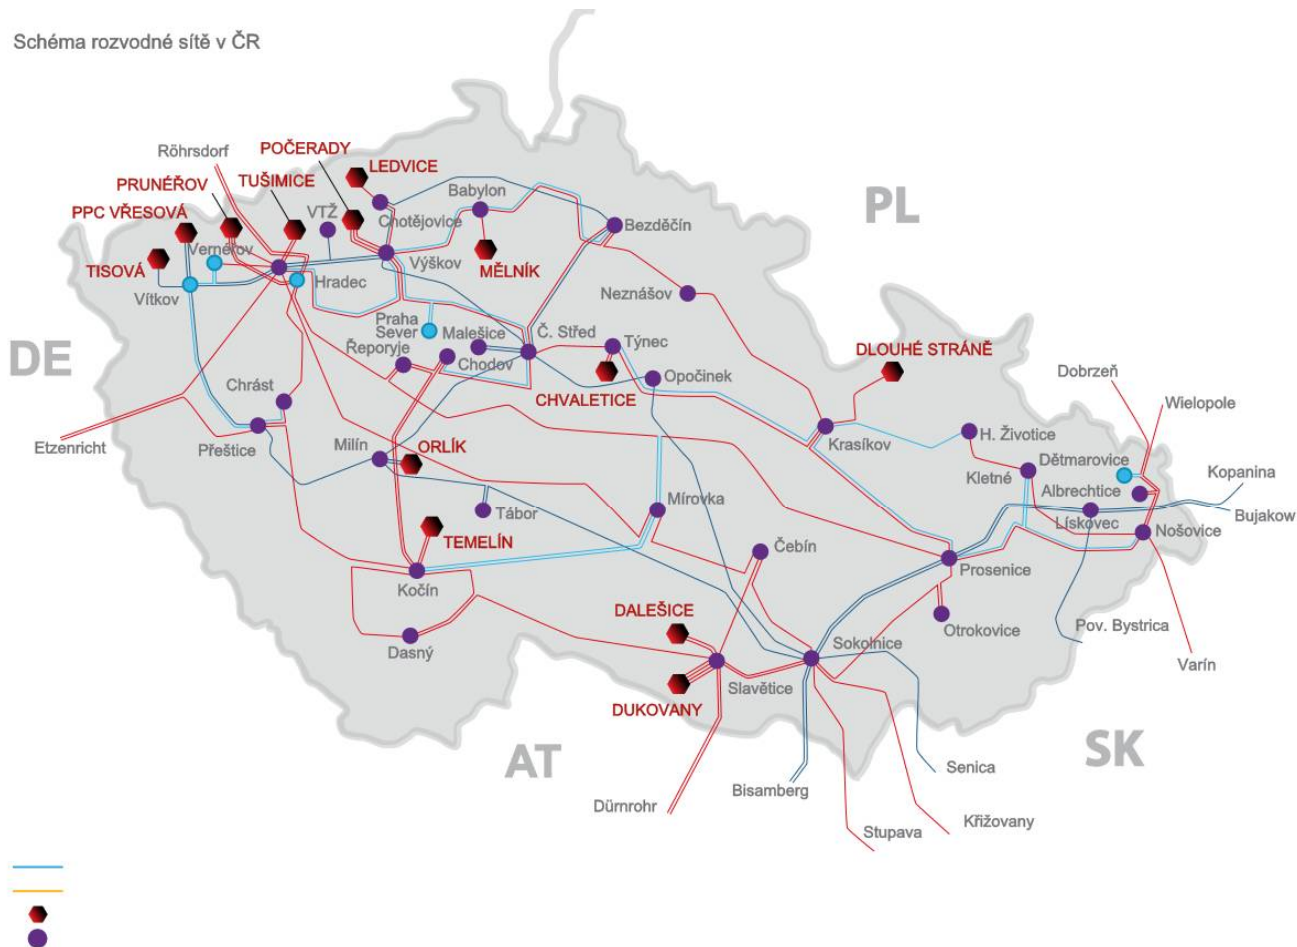 Schéma rozvodné sítě v ČR
Röhrsdorf
POČERADY
LEDVICE
PRUNÉŘOV
TUŠIMICE
PPC VŘESOVÁ
VTŽ
Chotějovice
Babylon
Bezděčín
PL
Vernéřov
TISOVÁ
Výškov
MĚLNÍK
Vítkov
Hradec
Neznášov
Praha
Sever
Malešice
Č. Střed
Týnec
DE
Řeporyje
Chodov
DLOUHÉ STRÁNĚ
Dobrzeň
Chrást
CHVALETICE
Opočinek
Wielopole
Etzenricht
Přeštice
Milín
ORLÍK
Krasíkov
H. Životice
Kletné
Dětmarovice
Kopanina
Albrechtice
Mírovka
Tábor
Lískovec
Bujakow
Nošovice
TEMELÍN
Čebín
Prosenice
Kočín
DALEŠICE
Otrokovice
Pov. Bystrica
Dasný
Sokolnice
Varín
Slavětice
DUKOVANY
AT
SK
Senica
Bisamberg
Dürnrohr
Křižovany
Stupava